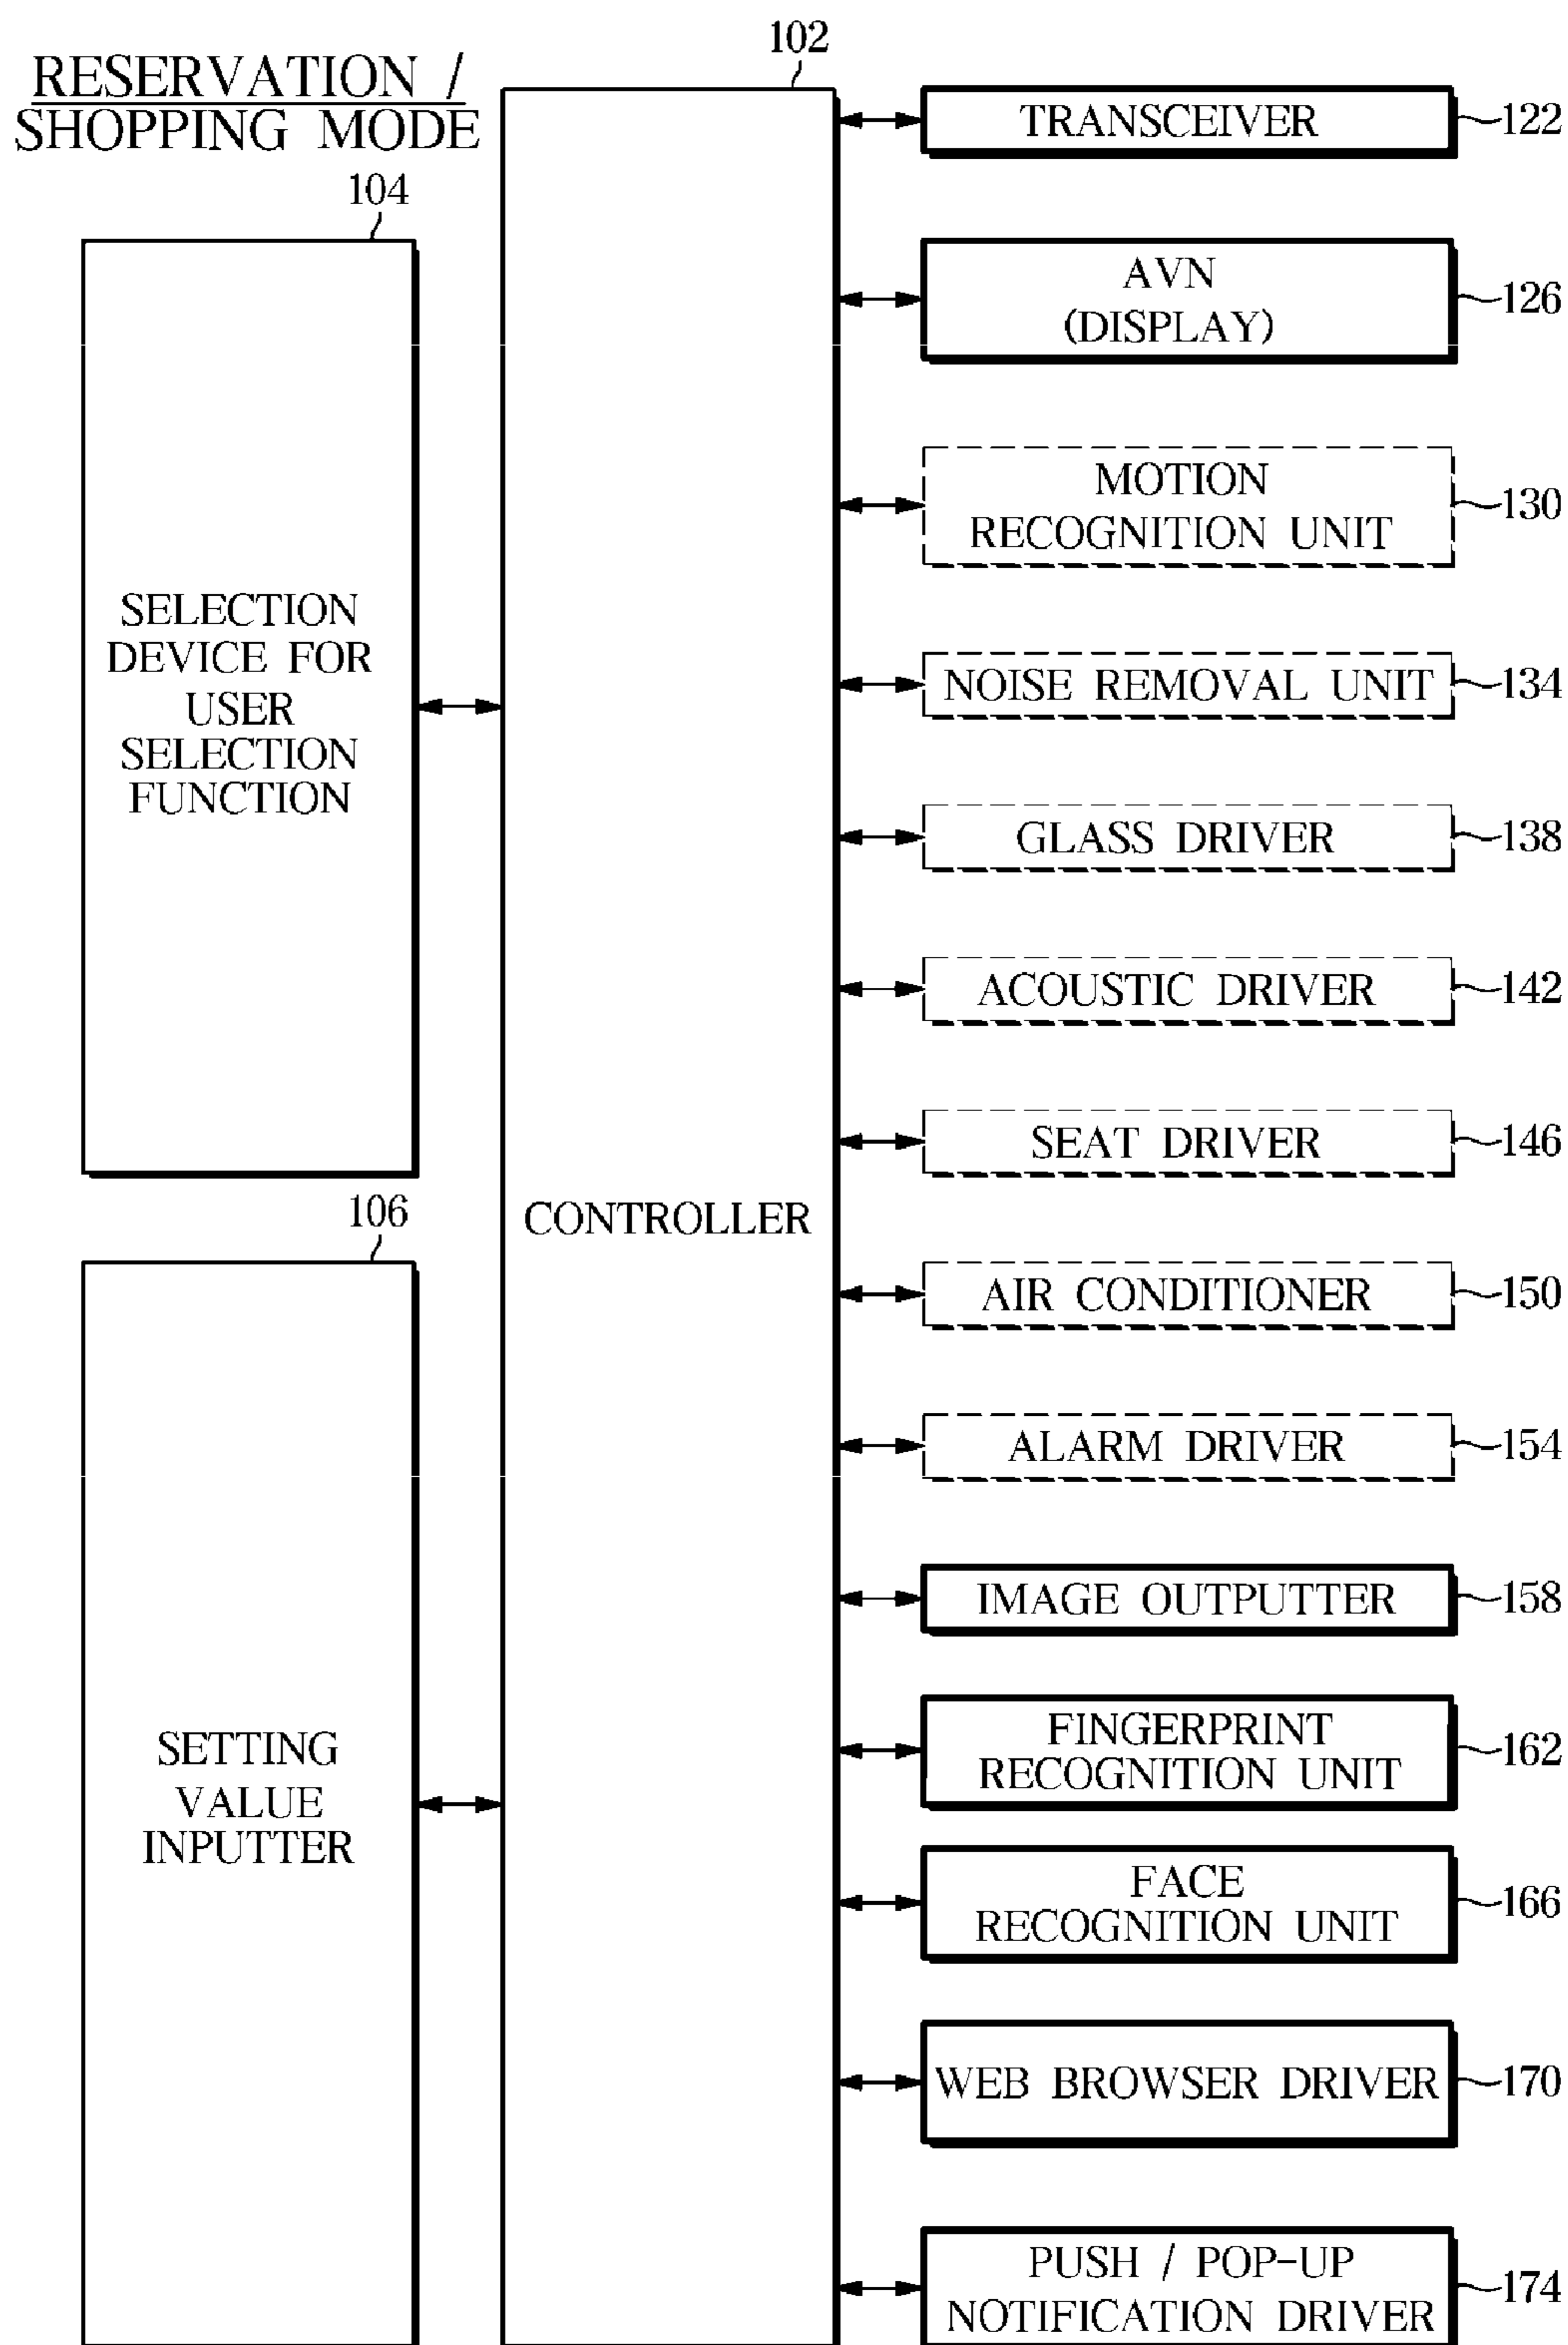 RESERVATION /
SHOPPING MODE
102
104
SELECTION
DEVICE FOR
USER
SELECTION
FUNCTION
106
SETTING
VALUE
INPUTTER
CONTROLLER
TRANSCEIVER
122
AVN
(DISPLAY)
126
MOTION
RECOGNITION UNIT
130
NOISE REMOVAL UNIT
134
GLASS DRIVER
138
ACOUSTIC DRIVER
142
SEAT DRIVER
146
AIR CONDITIONER
150
ALARM DRIVER
154
IMAGE OUTPUTTER
158
FINGERPRINT
RECOGNITION UNIT
162
FACE
RECOGNITION UNIT
166
WEB BROWSER DRIVER
170
PUSH / POP-UP
NOTIFICATION DRIVER
174